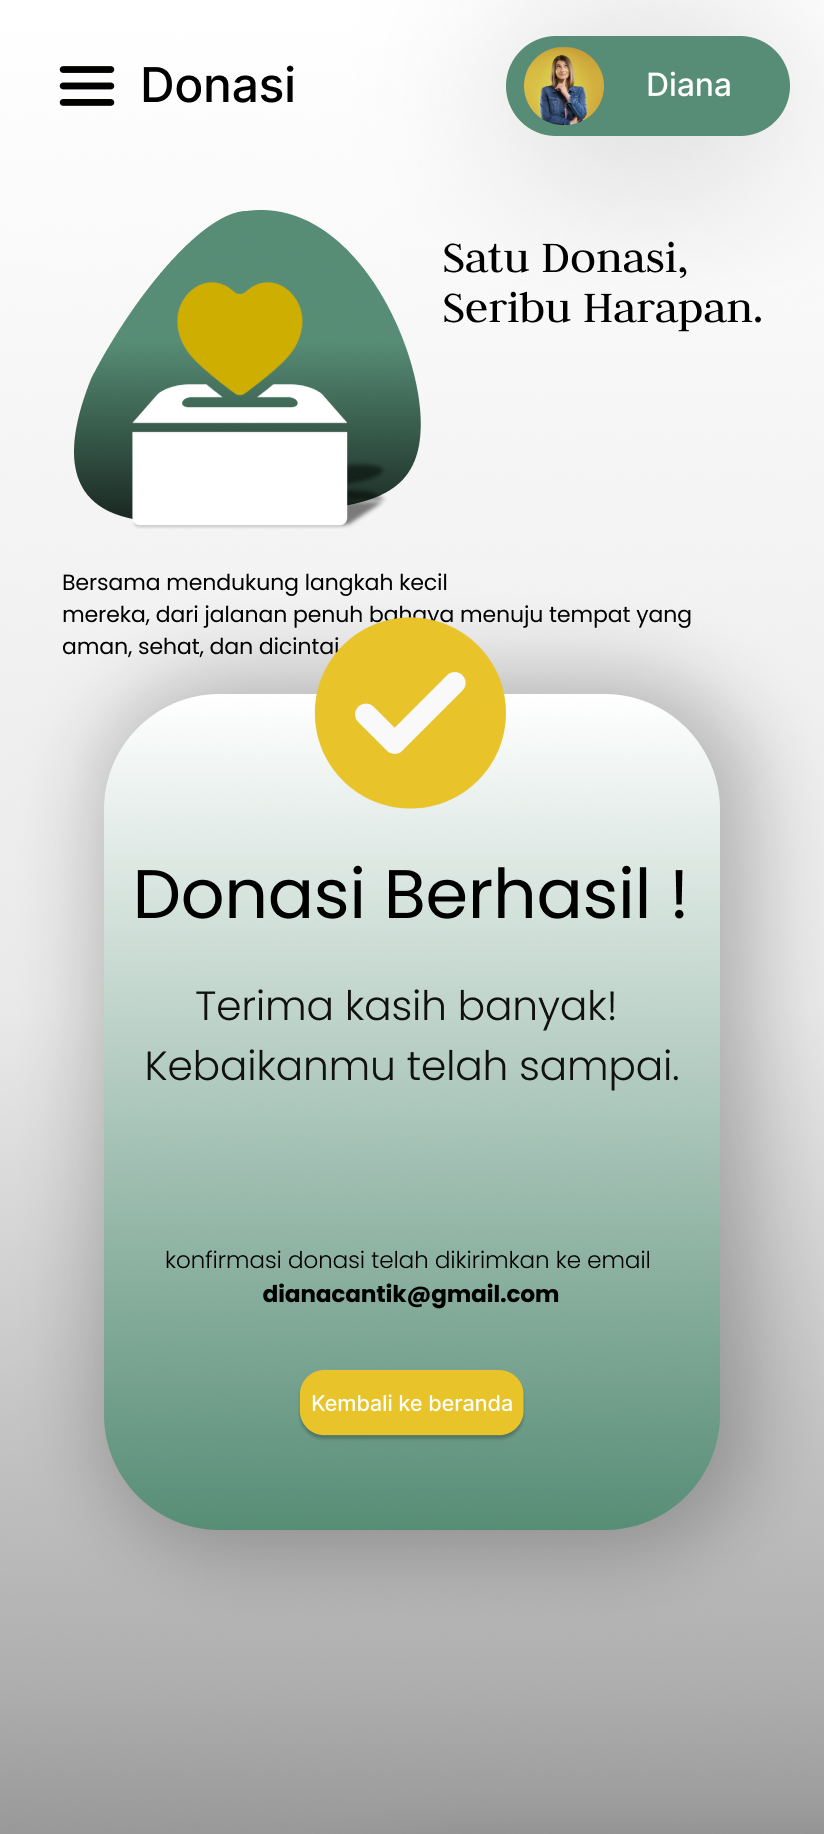 Donasi
Diana
Satu Donasi,
Seribu Harapan.
Bersama mendukung langkah kecil
mereka, dari jalanan penuh bahaya menuju tempat yang
aman, sehat, dan dicintai
Donasi Berhasil !
Terima kasih banyak!
Kebaikanmu telah sampai.
konfirmasi donasi telah dikirimkan ke email
dianacantik@gmail.com
Kembali ke beranda